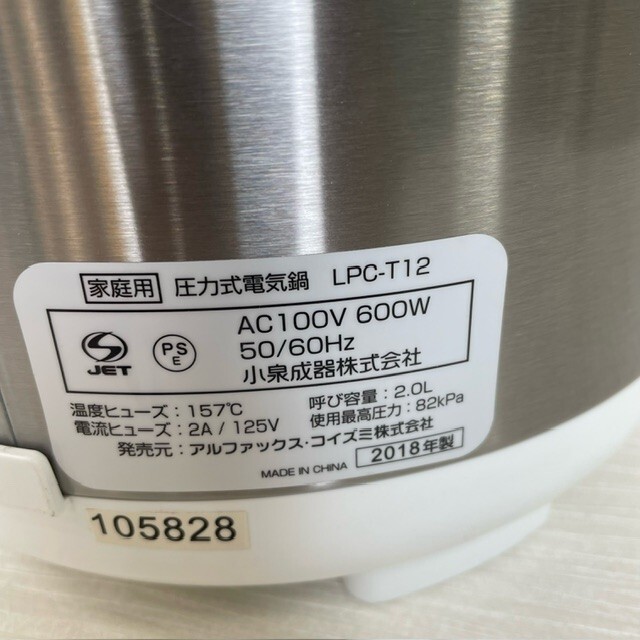 家庭用 圧力式電気鍋 LPC-T12
JET
PS
E
AC100V 600W
50/60Hz
小泉成器株式会社
温度ヒューズ：157℃ 呼び容量：2.0L
電流ヒューズ：2A / 125V 使用最高圧力：82kPa
発売元：アルファックス・コイズミ株式会社
MADE IN CHINA 2018年製
105828